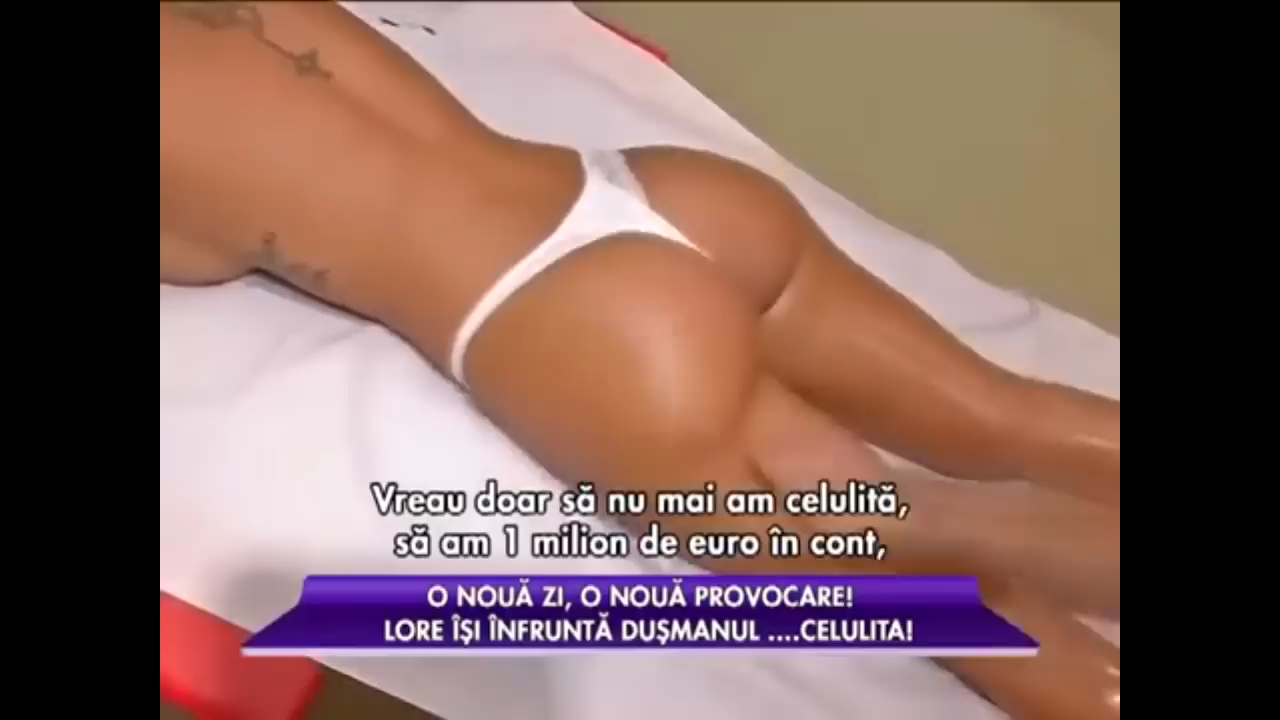 Vreau doar să nu mai am celulită,
să am 1 milion de euro în cont,
O NOUĂ ZI, O NOUĂ PROVOCARE!
LORE ÎȘI ÎNFRUNTĂ DUȘMANUL ....CELULITA!